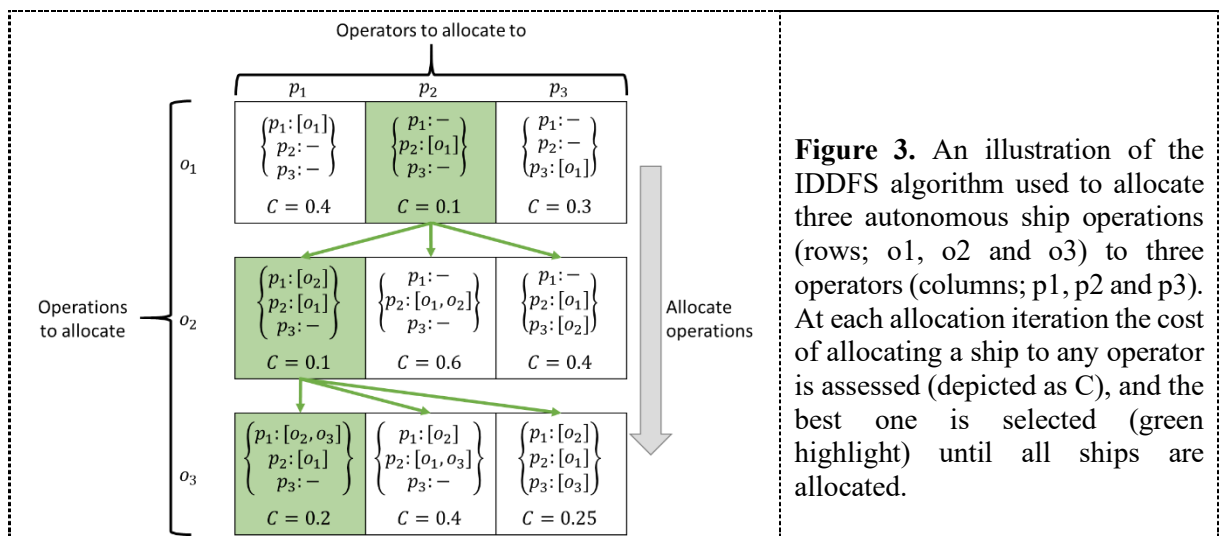 Operators to allocate to
p₁ p₂ p₃
o₁
{p₁:[o₁] p₂:− p₃:−}
C = 0.4
{p₁:− p₂:[o₁] p₃:−}
C = 0.1
{p₁:− p₂:− p₃:[o₁]}
C = 0.3
Operations
to allocate
o₂
{p₁:[o₂] p₂:[o₁] p₃:−}
C = 0.1
{p₁:− p₂:[o₁,o₂] p₃:−}
C = 0.6
{p₁:− p₂:[o₁] p₃:[o₂]}
C = 0.4
Allocate
operations
o₃
{p₁:[o₂,o₃] p₂:[o₁] p₃:−}
C = 0.2
{p₁:[o₂] p₂:[o₁,o₃] p₃:−}
C = 0.4
{p₁:[o₂] p₂:[o₁] p₃:[o₃]}
C = 0.25
Figure 3. An illustration of the
IDDFS algorithm used to allocate
three autonomous ship operations
(rows; o1, o2 and o3) to three
operators (columns; p1, p2 and p3).
At each allocation iteration the cost
of allocating a ship to any operator
is assessed (depicted as C), and the
best one is selected (green
highlight) until all ships are
allocated.